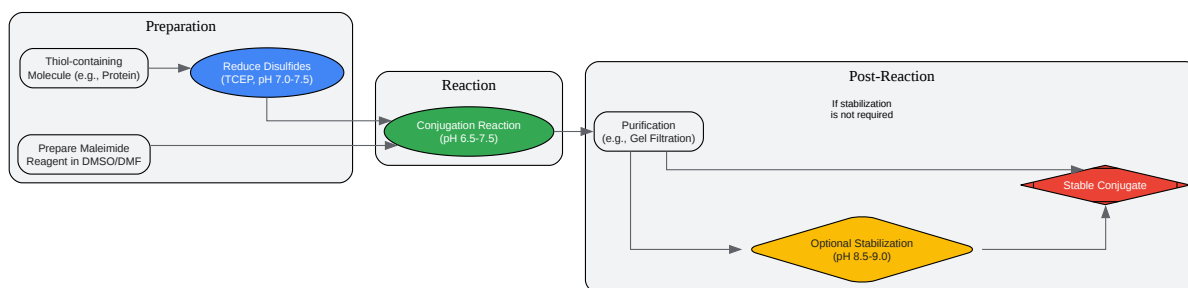 Preparation
Thiol-containing
Molecule (e.g., Protein)
Reduce Disulfides
(TCEP, pH 7.0-7.5)
Prepare Maleimide
Reagent in DMSO/DMF
Reaction
Conjugation Reaction
(pH 6.5-7.5)
Post-Reaction
If stabilization
is not required
Purification
(e.g., Gel Filtration)
Stable Conjugate
Optional Stabilization
(pH 8.5-9.0)